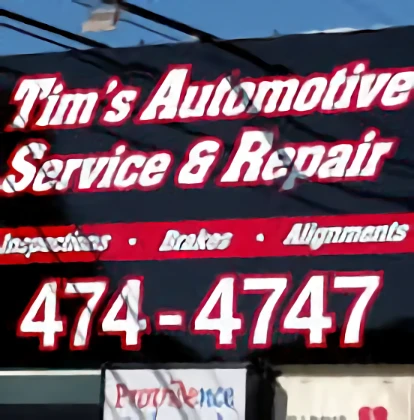 Tim's Automotive
Service & Repair
Inspections • Brakes • Alignments
474-4747
Providence